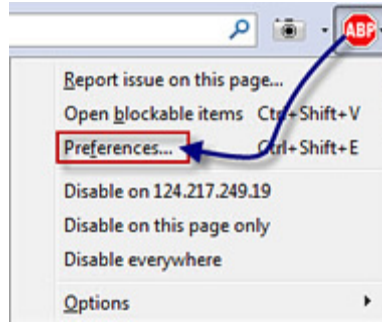 ABP
Report issue on this page...
Open blockable items Ctrl+Shift+V
Preferences... Ctrl+Shift+E
Disable on 124.217.249.19
Disable on this page only
Disable everywhere
Options